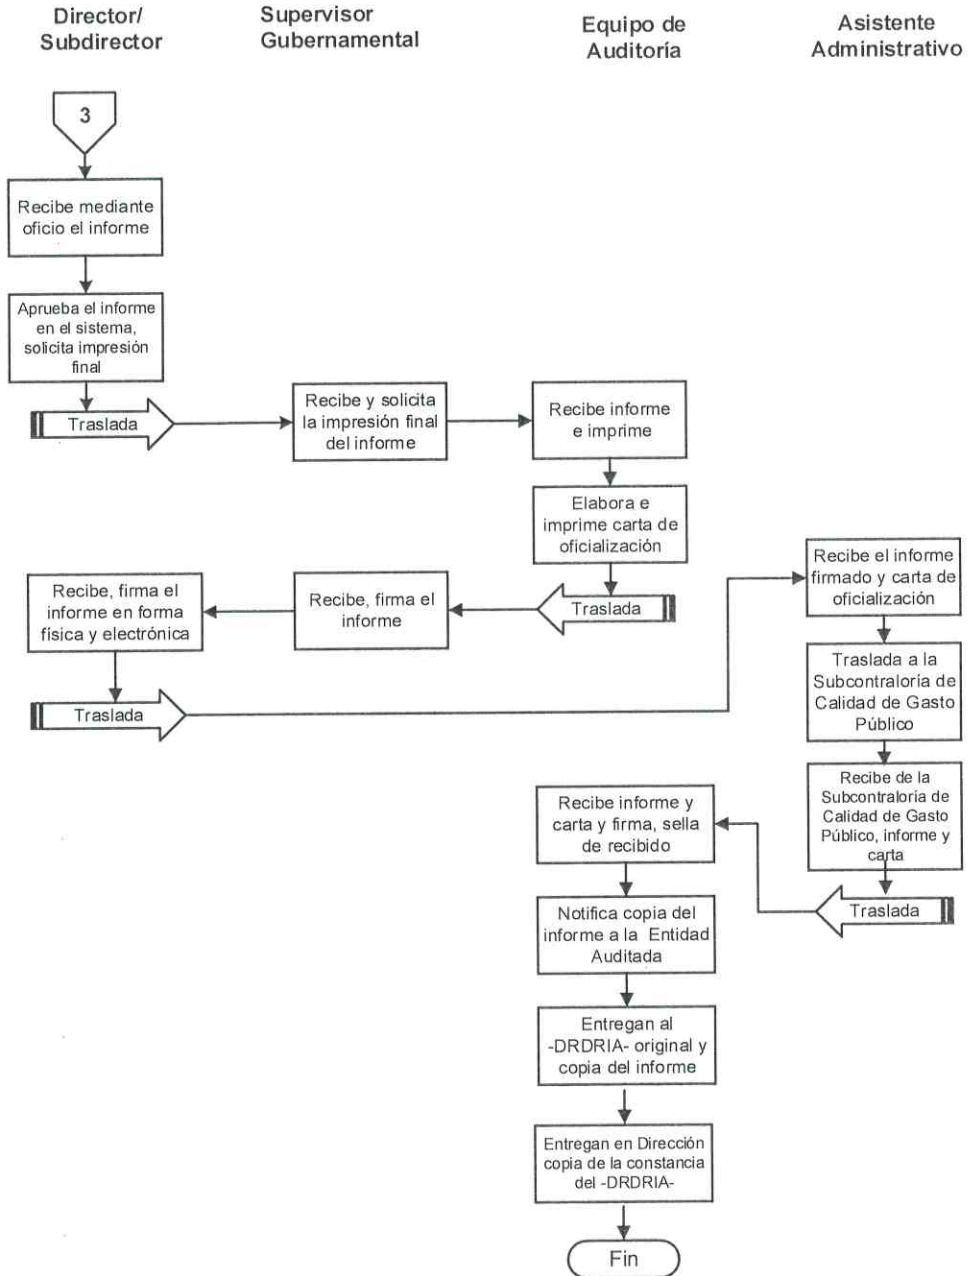 Director/
Subdirector
Supervisor
Gubernamental
Equipo de
Auditoría
Asistente
Administrativo
3
Recibe mediante
oficio el informe
Aprueba el informe
en el sistema,
solicita impresión
final
Traslada
Recibe y solicita
la impresión final
del informe
Recibe informe
e imprime
Elabora e
imprime carta de
oficialización
Traslada
Recibe, firma el
informe
Recibe, firma el
informe en forma
física y electrónica
Traslada
Recibe el informe
firmado y carta de
oficialización
Traslada a la
Subcontraloría de
Calidad de Gasto
Público
Recibe de la
Subcontraloría de
Calidad de Gasto
Público, informe y
carta
Traslada
Recibe informe y
carta y firma, sella
de recibido
Notifica copia del
informe a la Entidad
Auditada
Entregan al
-DRDRIA- original y
copia del informe
Entregan en Dirección
copia de la constancia
del -DRDRIA-
Fin